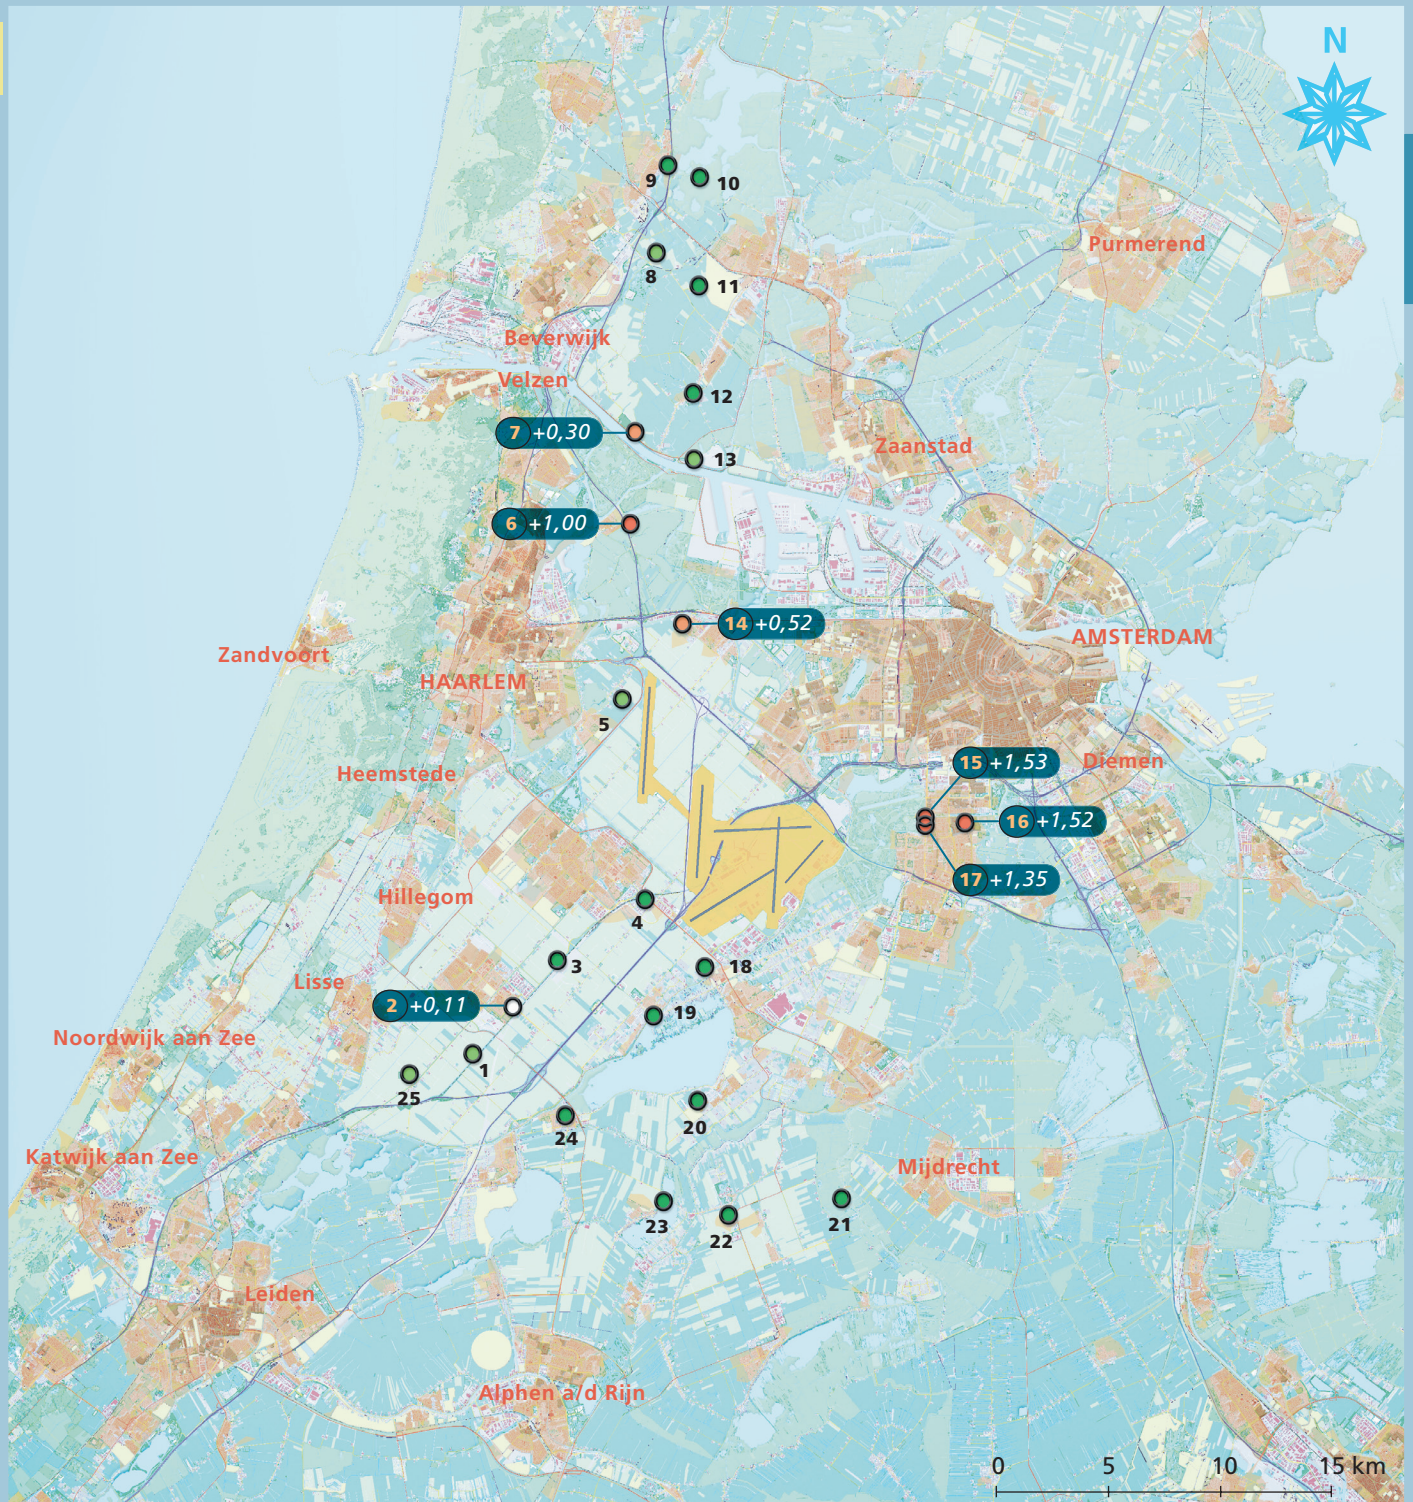 N
9
10
Purmerend
8
11
Beverwijk
Velzen
12
7 +0,30
Zaanstad
13
6 +1,00
14 +0,52
AMSTERDAM
Zandvoort
HAARLEM
5
Heemstede
15 +1,53
Diemen
16 +1,52
17 +1,35
Hillegom
4
3
18
Lisse
2 +0,11
19
Noordwijk aan Zee
1
25
20
24
Katwijk aan Zee
Mijdrecht
23
22
21
Leiden
Alphen a/d Rijn
0 5 10 15 km